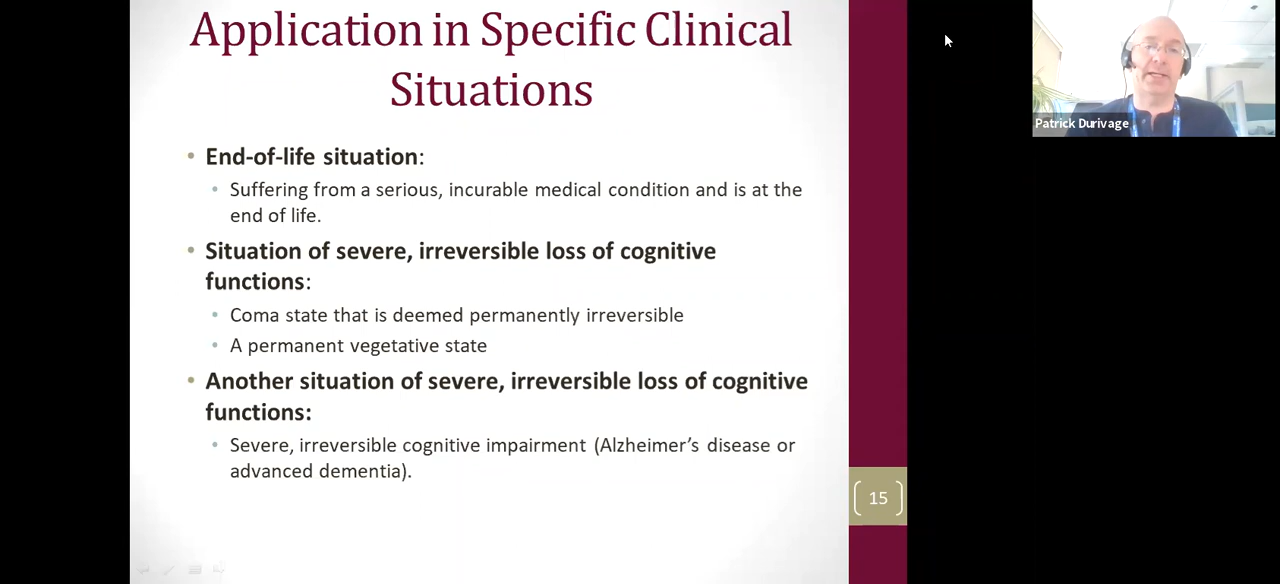 Application in Specific Clinical
Situations
• End-of-life situation:
• Suffering from a serious, incurable medical condition and is at the
end of life.
• Situation of severe, irreversible loss of cognitive
functions:
• Coma state that is deemed permanently irreversible
• A permanent vegetative state
• Another situation of severe, irreversible loss of cognitive
functions:
• Severe, irreversible cognitive impairment (Alzheimer’s disease or
advanced dementia).
15
Patrick Durivage